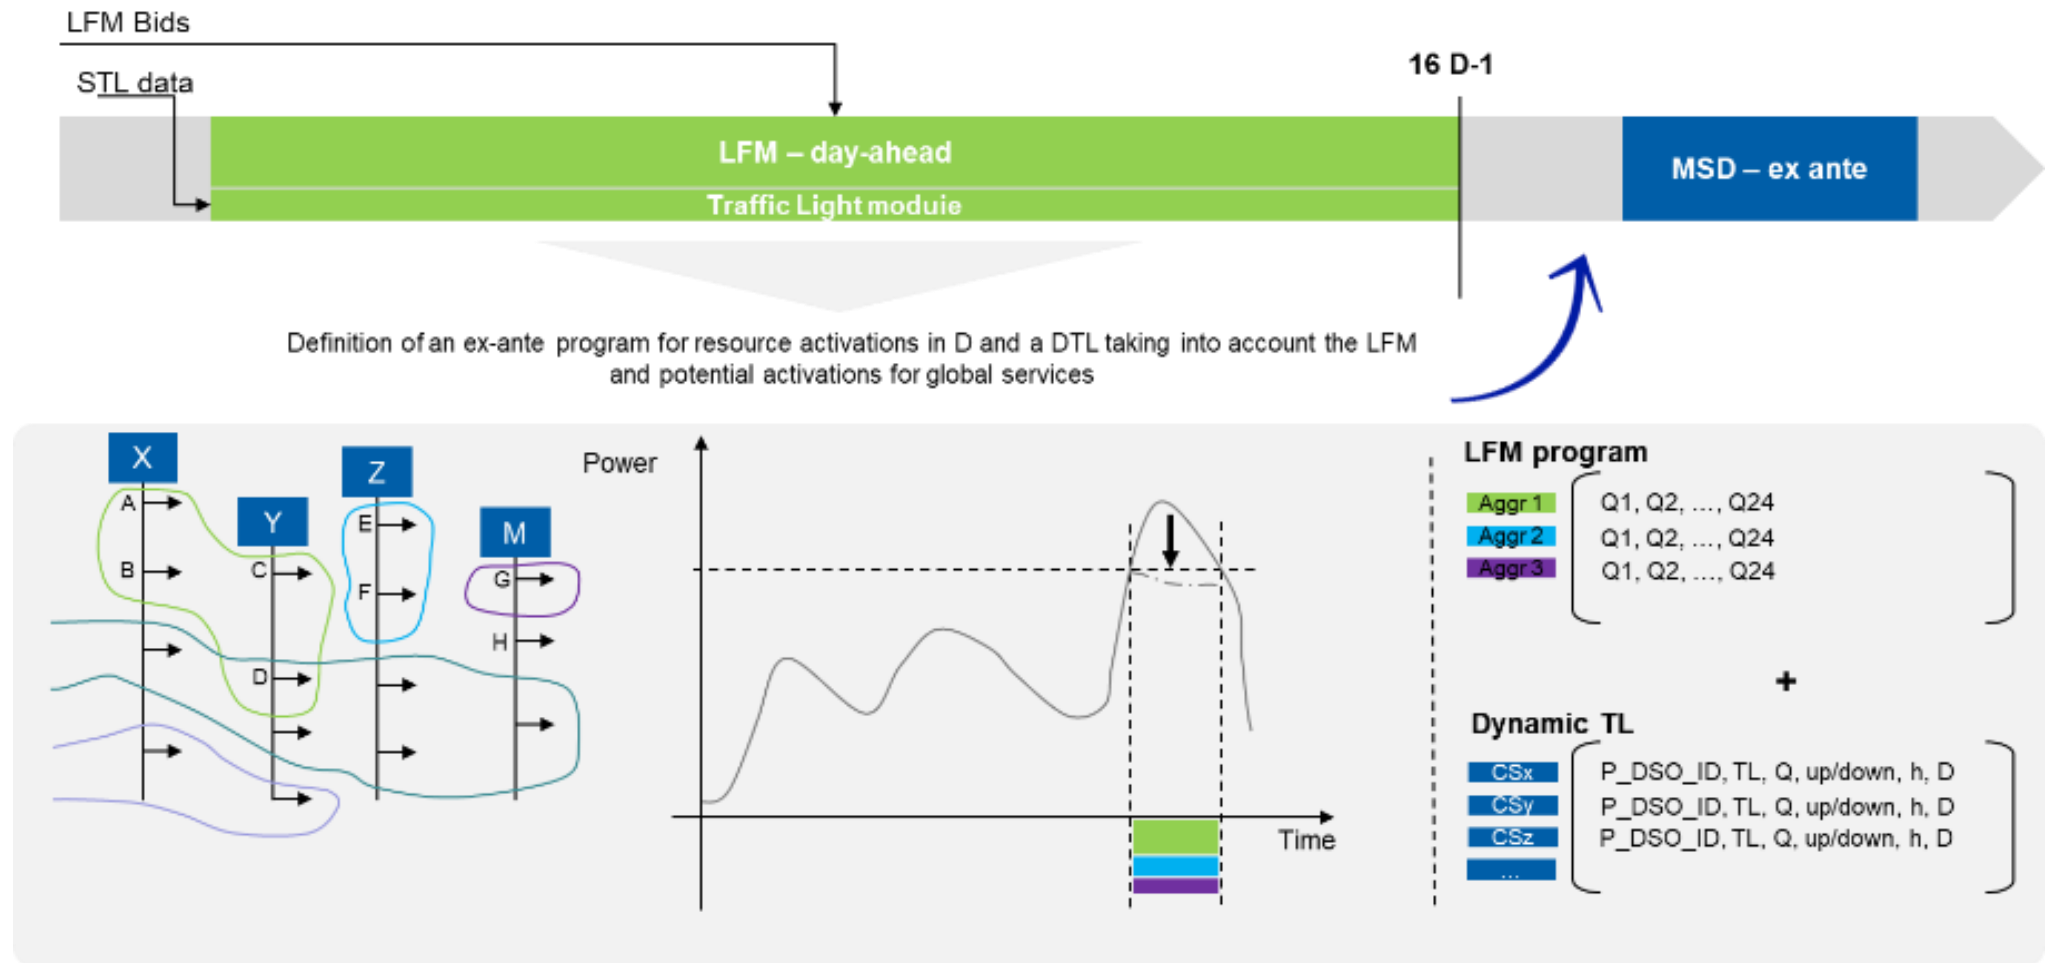 LFM Bids
STL data
16 D-1
LFM – day-ahead
Traffic Light moduie
MSD – ex ante
Definition of an ex-ante program for resource activations in D and a DTL taking into account the LFM
and potential activations for global services
X
Y
Z
M
A
B
C
D
E
F
G
H
Power
Time
LFM program
Aggr 1 Q1, Q2, ..., Q24
Aggr 2 Q1, Q2, ..., Q24
Aggr 3 Q1, Q2, ..., Q24
+
Dynamic TL
CSx P_DSO_ID, TL, Q, up/down, h, D
CSy P_DSO_ID, TL, Q, up/down, h, D
CSz P_DSO_ID, TL, Q, up/down, h, D
...